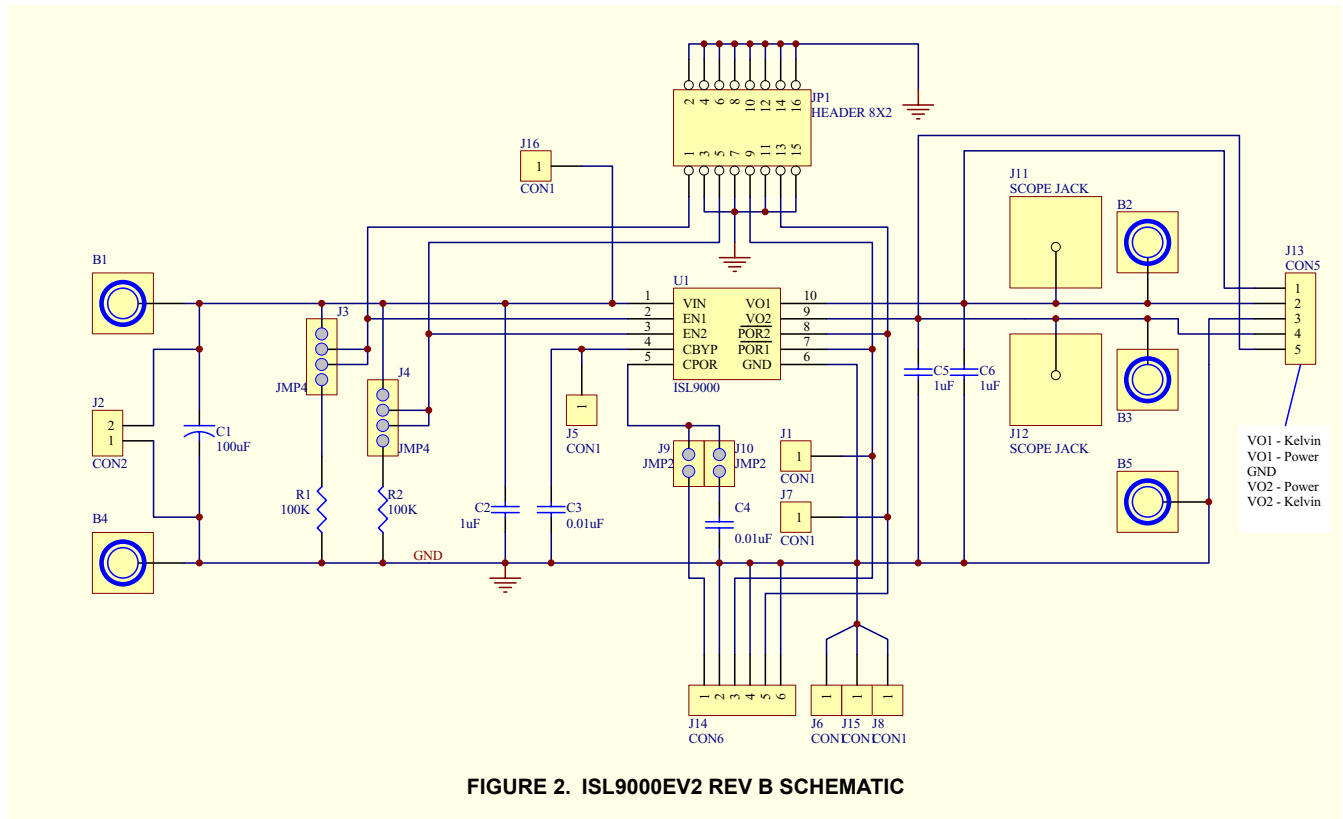 2 4 6 8 10 12 14 16
JP1
HEADER 8X2
1 3 5 7 9 11 13 15
J16
1
CON1
J11
SCOPE JACK
B2
B1
U1
J13
CON5
1 VIN VO1 10
2 EN1 VO2 9
3 EN2 POR2 8
4 CBYP POR1 7
5 CPOR GND 6
ISL9000
1
2
3
4
5
J3
JMP4
J4
JMP4
C5
1uF
C6
1uF
B3
J12
SCOPE JACK
J2
2
1
CON2
C1
100uF
1
J5
CON1
J9
JMP2
J10
JMP2
J1
1
CON1
VO1 - Kelvin
VO1 - Power
GND
VO2 - Power
VO2 - Kelvin
B5
R1
100K
R2
100K
C2
1uF
C3
0.01uF
C4
0.01uF
J7
1
CON1
B4
GND
1 2 3 4 5 6
J14
CON6
1 1 1
J6 J15 J8
CON1 CON1 CON1
FIGURE 2. ISL9000EV2 REV B SCHEMATIC